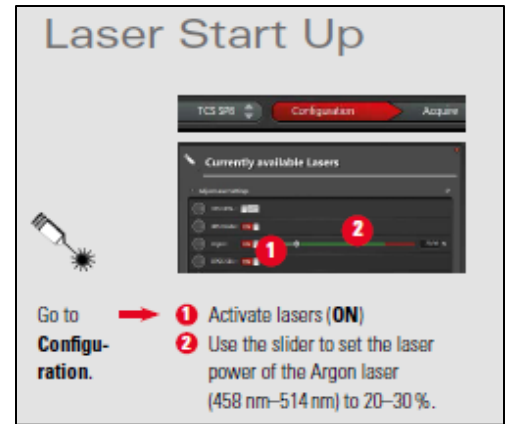 Laser Start Up
TCS SP8 Configuration Acquire
Currently available Lasers
Argon ON
1
2
Go to
Configu-
ration.
1 Activate lasers (ON)
2 Use the slider to set the laser
power of the Argon laser
(458 nm–514 nm) to 20–30 %.